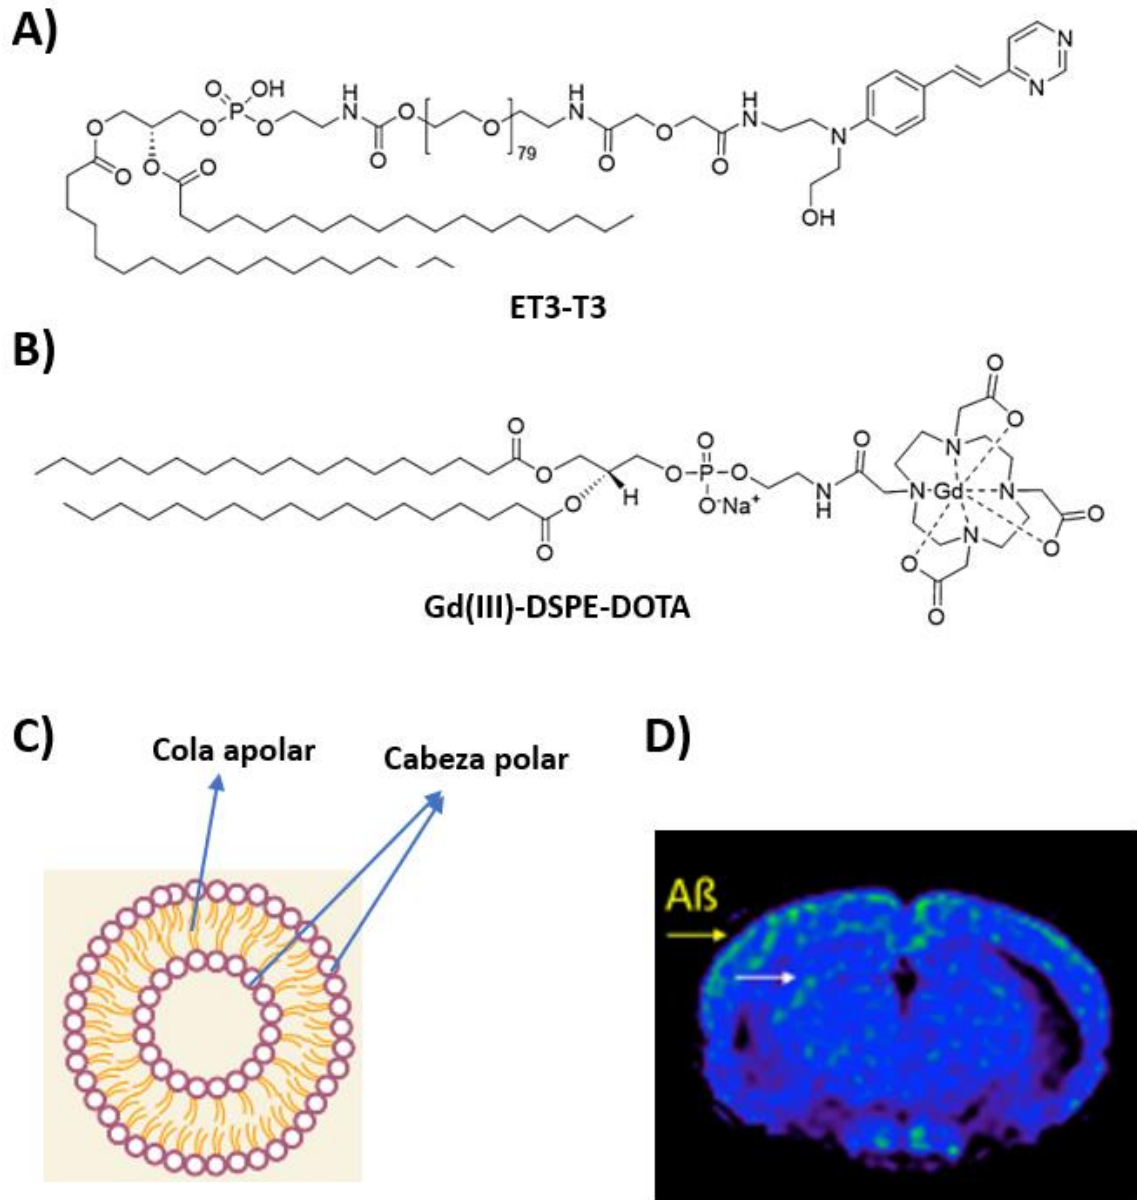 A)
O
OH
P
O
O
H
N
O
O
O
79
H
N
O
O
O
H
N
N
OH
N
N
O
O
O
O
ET3-T3
B)
O
O
O
O
H
O
O
P
O
O⁻Na⁺
O
N
H
N
N
N
N
Gd
O
O
O
O
O
O
Gd(III)-DSPE-DOTA
C)
Cola apolar
Cabeza polar
D)
Aß